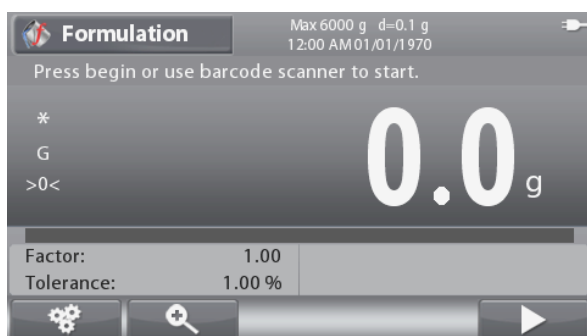 Formulation
Max 6000 g d=0.1 g
12:00 AM 01/01/1970
Press begin or use barcode scanner to start.
*
G
>0<
0.0 g
Factor: 1.00
Tolerance: 1.00 %